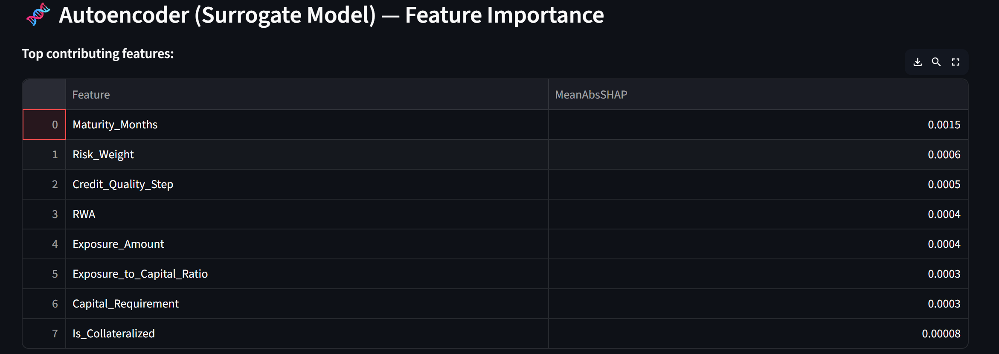 🧬 Autoencoder (Surrogate Model) — Feature Importance
Top contributing features:
Feature MeanAbsSHAP
0 Maturity_Months 0.0015
1 Risk_Weight 0.0006
2 Credit_Quality_Step 0.0005
3 RWA 0.0004
4 Exposure_Amount 0.0004
5 Exposure_to_Capital_Ratio 0.0003
6 Capital_Requirement 0.0003
7 Is_Collateralized 0.00008